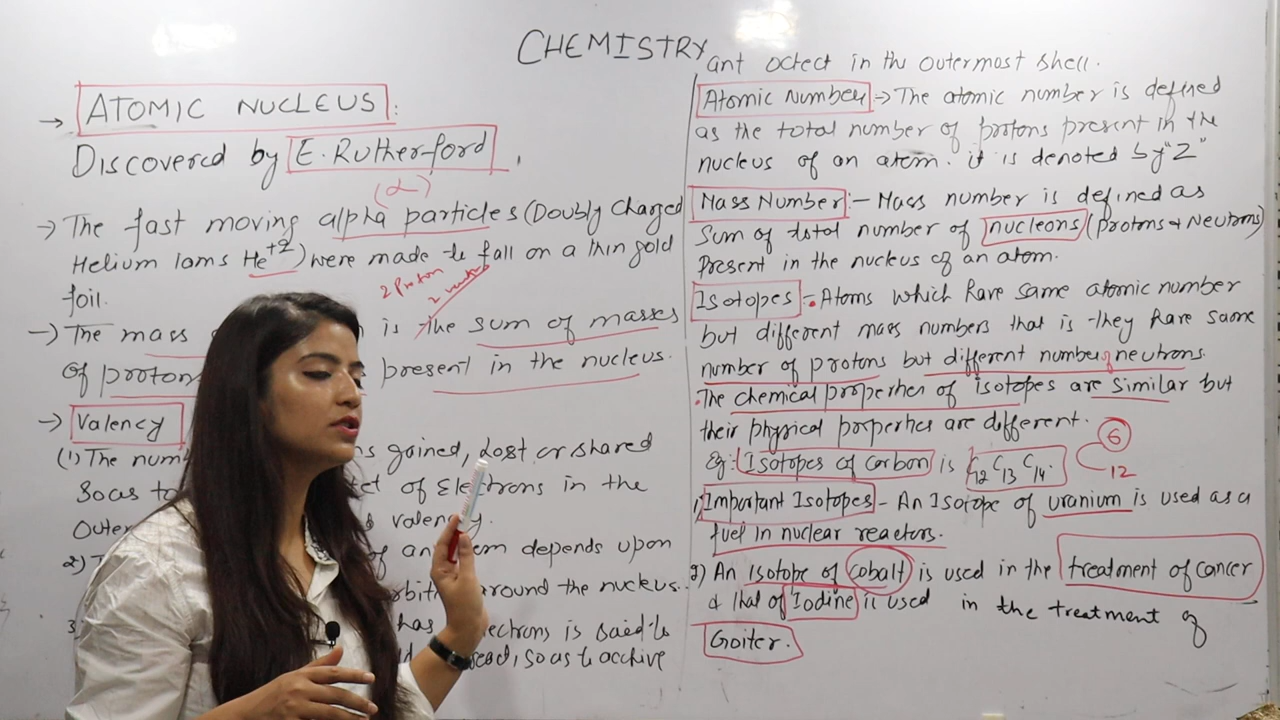 CHEMISTRY
→ ATOMIC NUCLEUS:
Discovered by E. Rutherford.
(α)
→ The fast moving alpha particles (Doubly Charged
Helium Ions He+2) were made to fall on a thin gold
2 Proton
2 neutron
foil.
→) The mass is the sum of masses
of proton present in the nucleus.
→ Valency
(1) The num gained, lost or shared
so as to of Electrons in the
Outer valency.
2) of an depends upon
around the nucleus.
3 has electrons is saied to
so as to acchive
ant octect in the outermost shell.
Atomic Number → The atomic number is defined
as the total number of protons present in the
nucleus of an atom. it is denoted by "Z"
Mass Number :- Mass number is defined as
Sum of total number of nucleons (protons & Neutrons)
Present in the nucleus of an atom.
Isotopes - Atoms which have same atomic number
but different mass numbers that is they have same
number of protons but different number of neutrons.
. The chemical properties of isotopes are similar but
their physical properties are different.
Eg: Isotopes of carbon is C12 C13 C14.
6
12
1) Important Isotopes - An Isotope of uranium is used as a
fuel in nuclear reactors.
2) An isotope of cobalt is used in the treatment of cancer
& that of Iodine is used in the treatment of
Goiter.